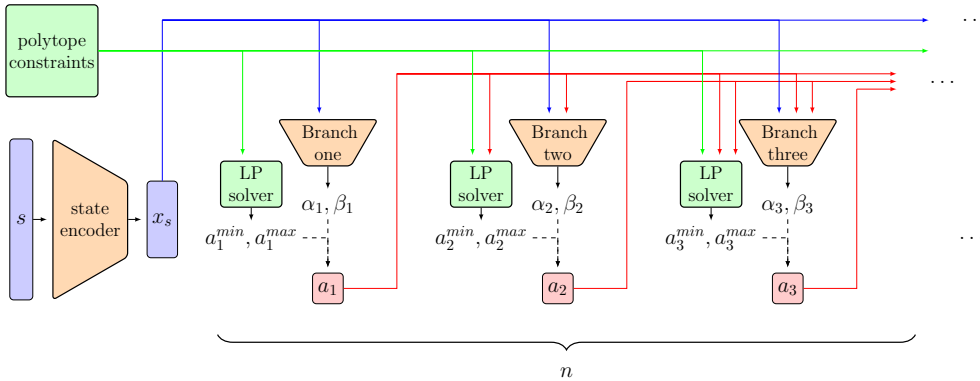 polytope
constraints
s
state
encoder
x_s
LP
solver
a_1^{min}, a_1^{max}
Branch
one
α_1, β_1
a_1
LP
solver
a_2^{min}, a_2^{max}
Branch
two
α_2, β_2
a_2
LP
solver
a_3^{min}, a_3^{max}
Branch
three
α_3, β_3
a_3
...
n